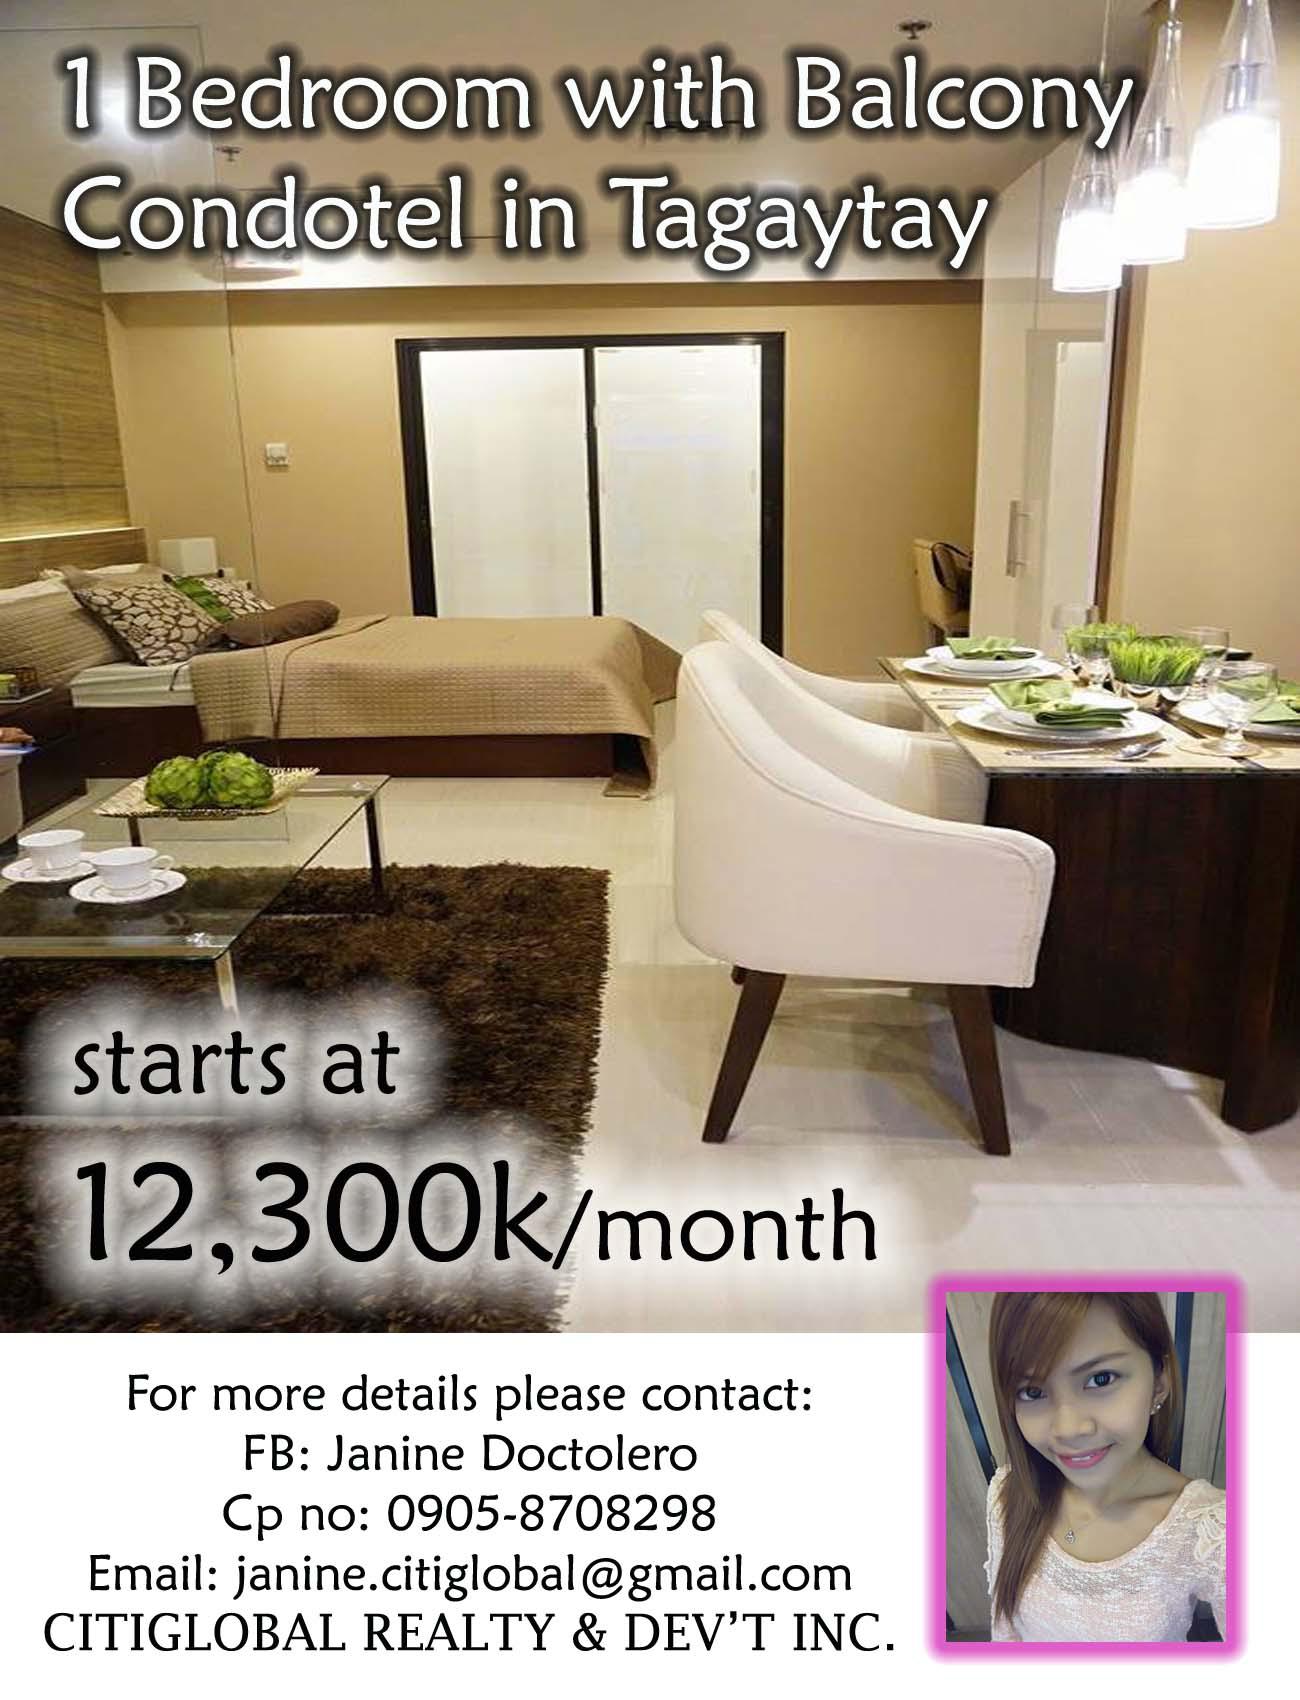 1 Bedroom with Balcony
Condotel in Tagaytay
starts at
12,300k/month
For more details please contact:
FB: Janine Doctolero
Cp no: 0905-8708298
Email: janine.citiglobal@gmail.com
CITIGLOBAL REALTY & DEV'T INC.